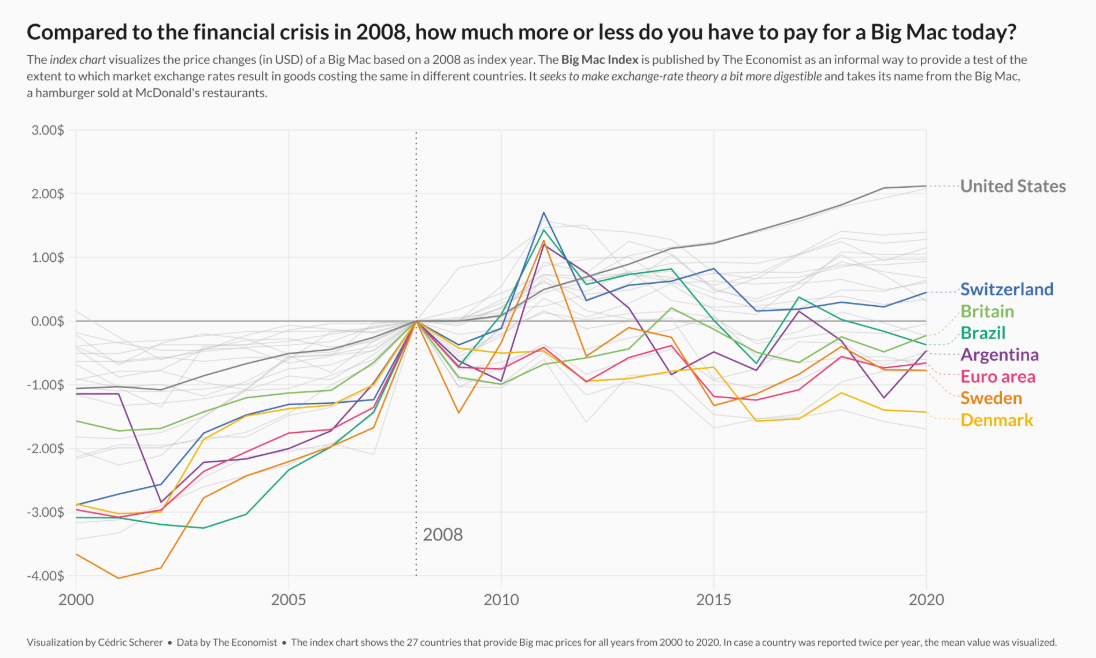 Compared to the financial crisis in 2008, how much more or less do you have to pay for a Big Mac today?
The index chart visualizes the price changes (in USD) of a Big Mac based on a 2008 as index year. The Big Mac Index is published by The Economist as an informal way to provide a test of the
extent to which market exchange rates result in goods costing the same in different countries. It seeks to make exchange-rate theory a bit more digestible and takes its name from the Big Mac,
a hamburger sold at McDonald's restaurants.
3.00$
2.00$
1.00$
0.00$
-1.00$
-2.00$
-3.00$
-4.00$
2008
2000
2005
2010
2015
2020
United States
Switzerland
Britain
Brazil
Argentina
Euro area
Sweden
Denmark
Visualization by Cédric Scherer • Data by The Economist • The index chart shows the 27 countries that provide Big mac prices for all years from 2000 to 2020. In case a country was reported twice per year, the mean value was visualized.